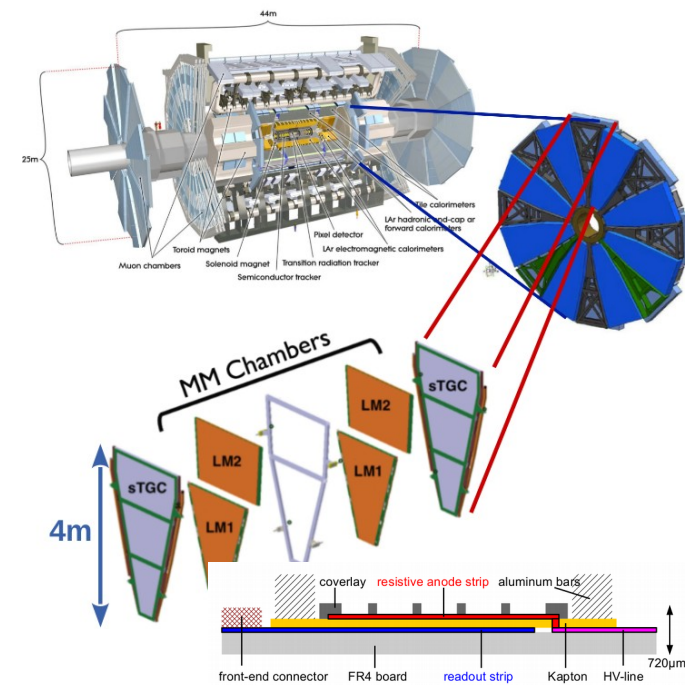 44m
25m
Tile calorimeters
LAr hadronic end-cap ar
forward calorimeters
Pixel detector
LAr electromagnetic calorimeters
Toroid magnets
Muon chambers
Solenoid magnet
Transition radiation tracker
Semiconductor tracker
MM Chambers
sTGC
LM2
LM1
LM2
LM1
sTGC
4m
coverlay
resistive anode strip
aluminum bars
720μm
front-end connector
FR4 board
readout strip
Kapton
HV-line